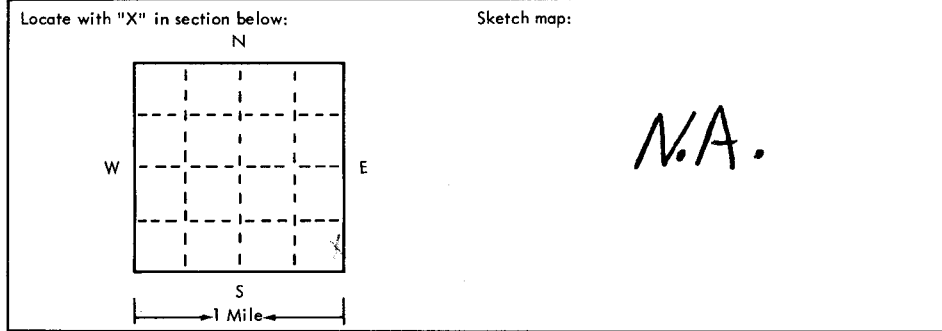 Locate with "X" in section below:
Sketch map:
N
W
E
X
S
1 Mile
N.A.